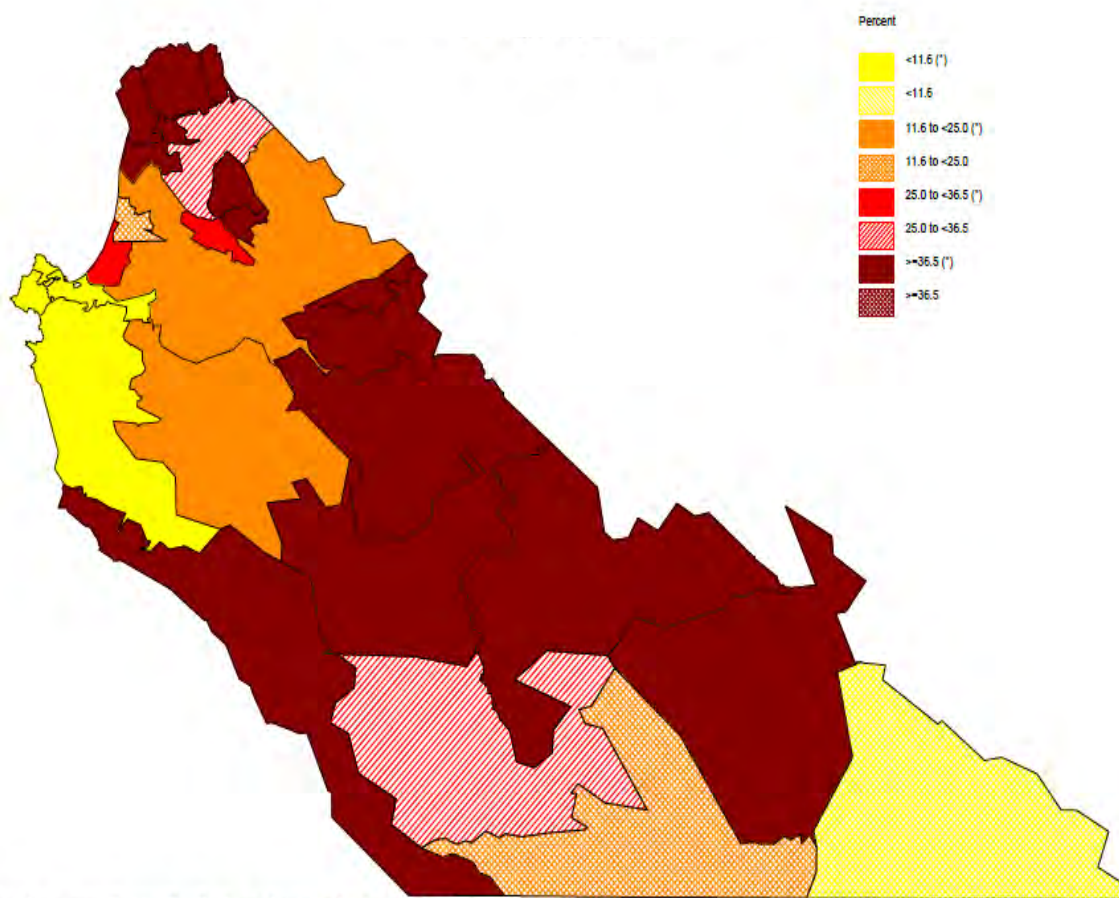 Percent
<11.6 (*)
<11.6
11.6 to <25.0 (*)
11.6 to <25.0
25.0 to <36.5 (*)
25.0 to <36.5
>=36.5 (*)
>=36.5